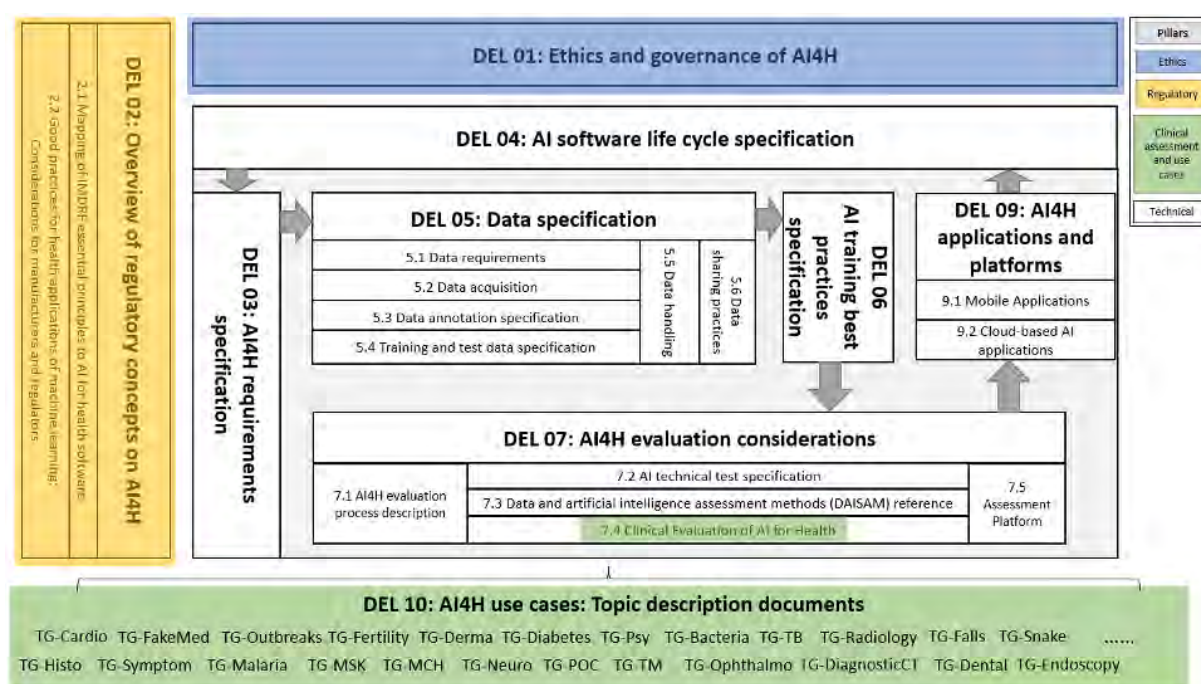 DEL 01: Ethics and governance of AI4H
Pillars
Ethics
Regulatory
Clinical
assessment
and use
cases
Technical
DEL 02: Overview of regulatory concepts on AI4H
2.1 Mapping of IMDRF essential principles to AI for health software
2.2 Good practices for health applications of machine learning:
Considerations for manufacturers and regulators
DEL 04: AI software life cycle specification
DEL 03: AI4H requirements
specification
DEL 05: Data specification
5.1 Data requirements
5.2 Data acquisition
5.3 Data annotation specification
5.4 Training and test data specification
5.5 Data handling
5.6 Data
sharing practices
DEL 06
AI training best
practices
specification
DEL 09: AI4H
applications and
platforms
9.1 Mobile Applications
9.2 Cloud-based AI
applications
DEL 07: AI4H evaluation considerations
7.1 AI4H evaluation
process description
7.2 AI technical test specification
7.3 Data and artificial intelligence assessment methods (DAISAM) reference
7.4 Clinical Evaluation of AI for Health
7.5
Assessment
Platform
DEL 10: AI4H use cases: Topic description documents
TG-Cardio TG-FakeMed TG-Outbreaks TG-Fertility TG-Derma TG-Diabetes TG-Psy TG-Bacteria TG-TB TG-Radiology TG-Falls TG-Snake ......
TG-Histo TG-Symptom TG-Malaria TG-MSK TG-MCH TG-Neuro TG-POC TG-TM TG-Ophthalmo TG-DiagnosticCT TG-Dental TG-Endoscopy